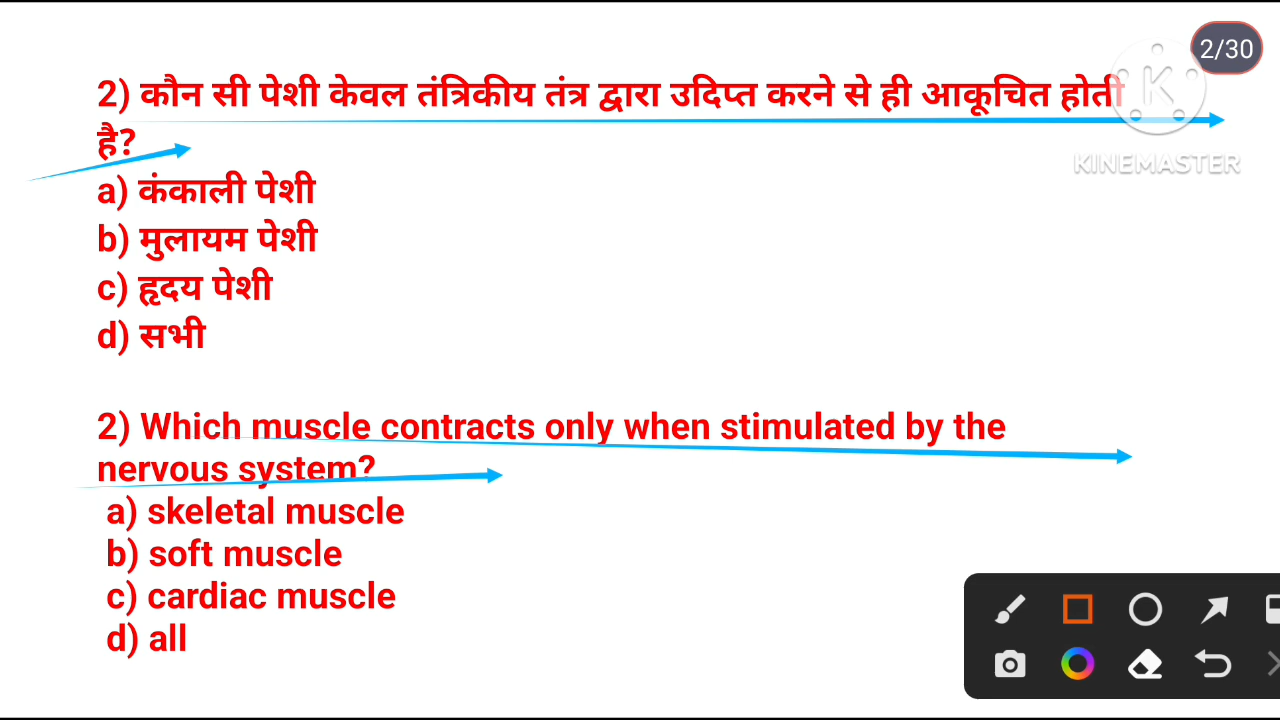 2/30
2) कौन सी पेशी केवल तंत्रिकीय तंत्र द्वारा उदिप्त करने से ही आकूचित होती
है?
KINEMASTER
a) कंकाली पेशी
b) मुलायम पेशी
c) हृदय पेशी
d) सभी
2) Which muscle contracts only when stimulated by the
nervous system?
a) skeletal muscle
b) soft muscle
c) cardiac muscle
d) all